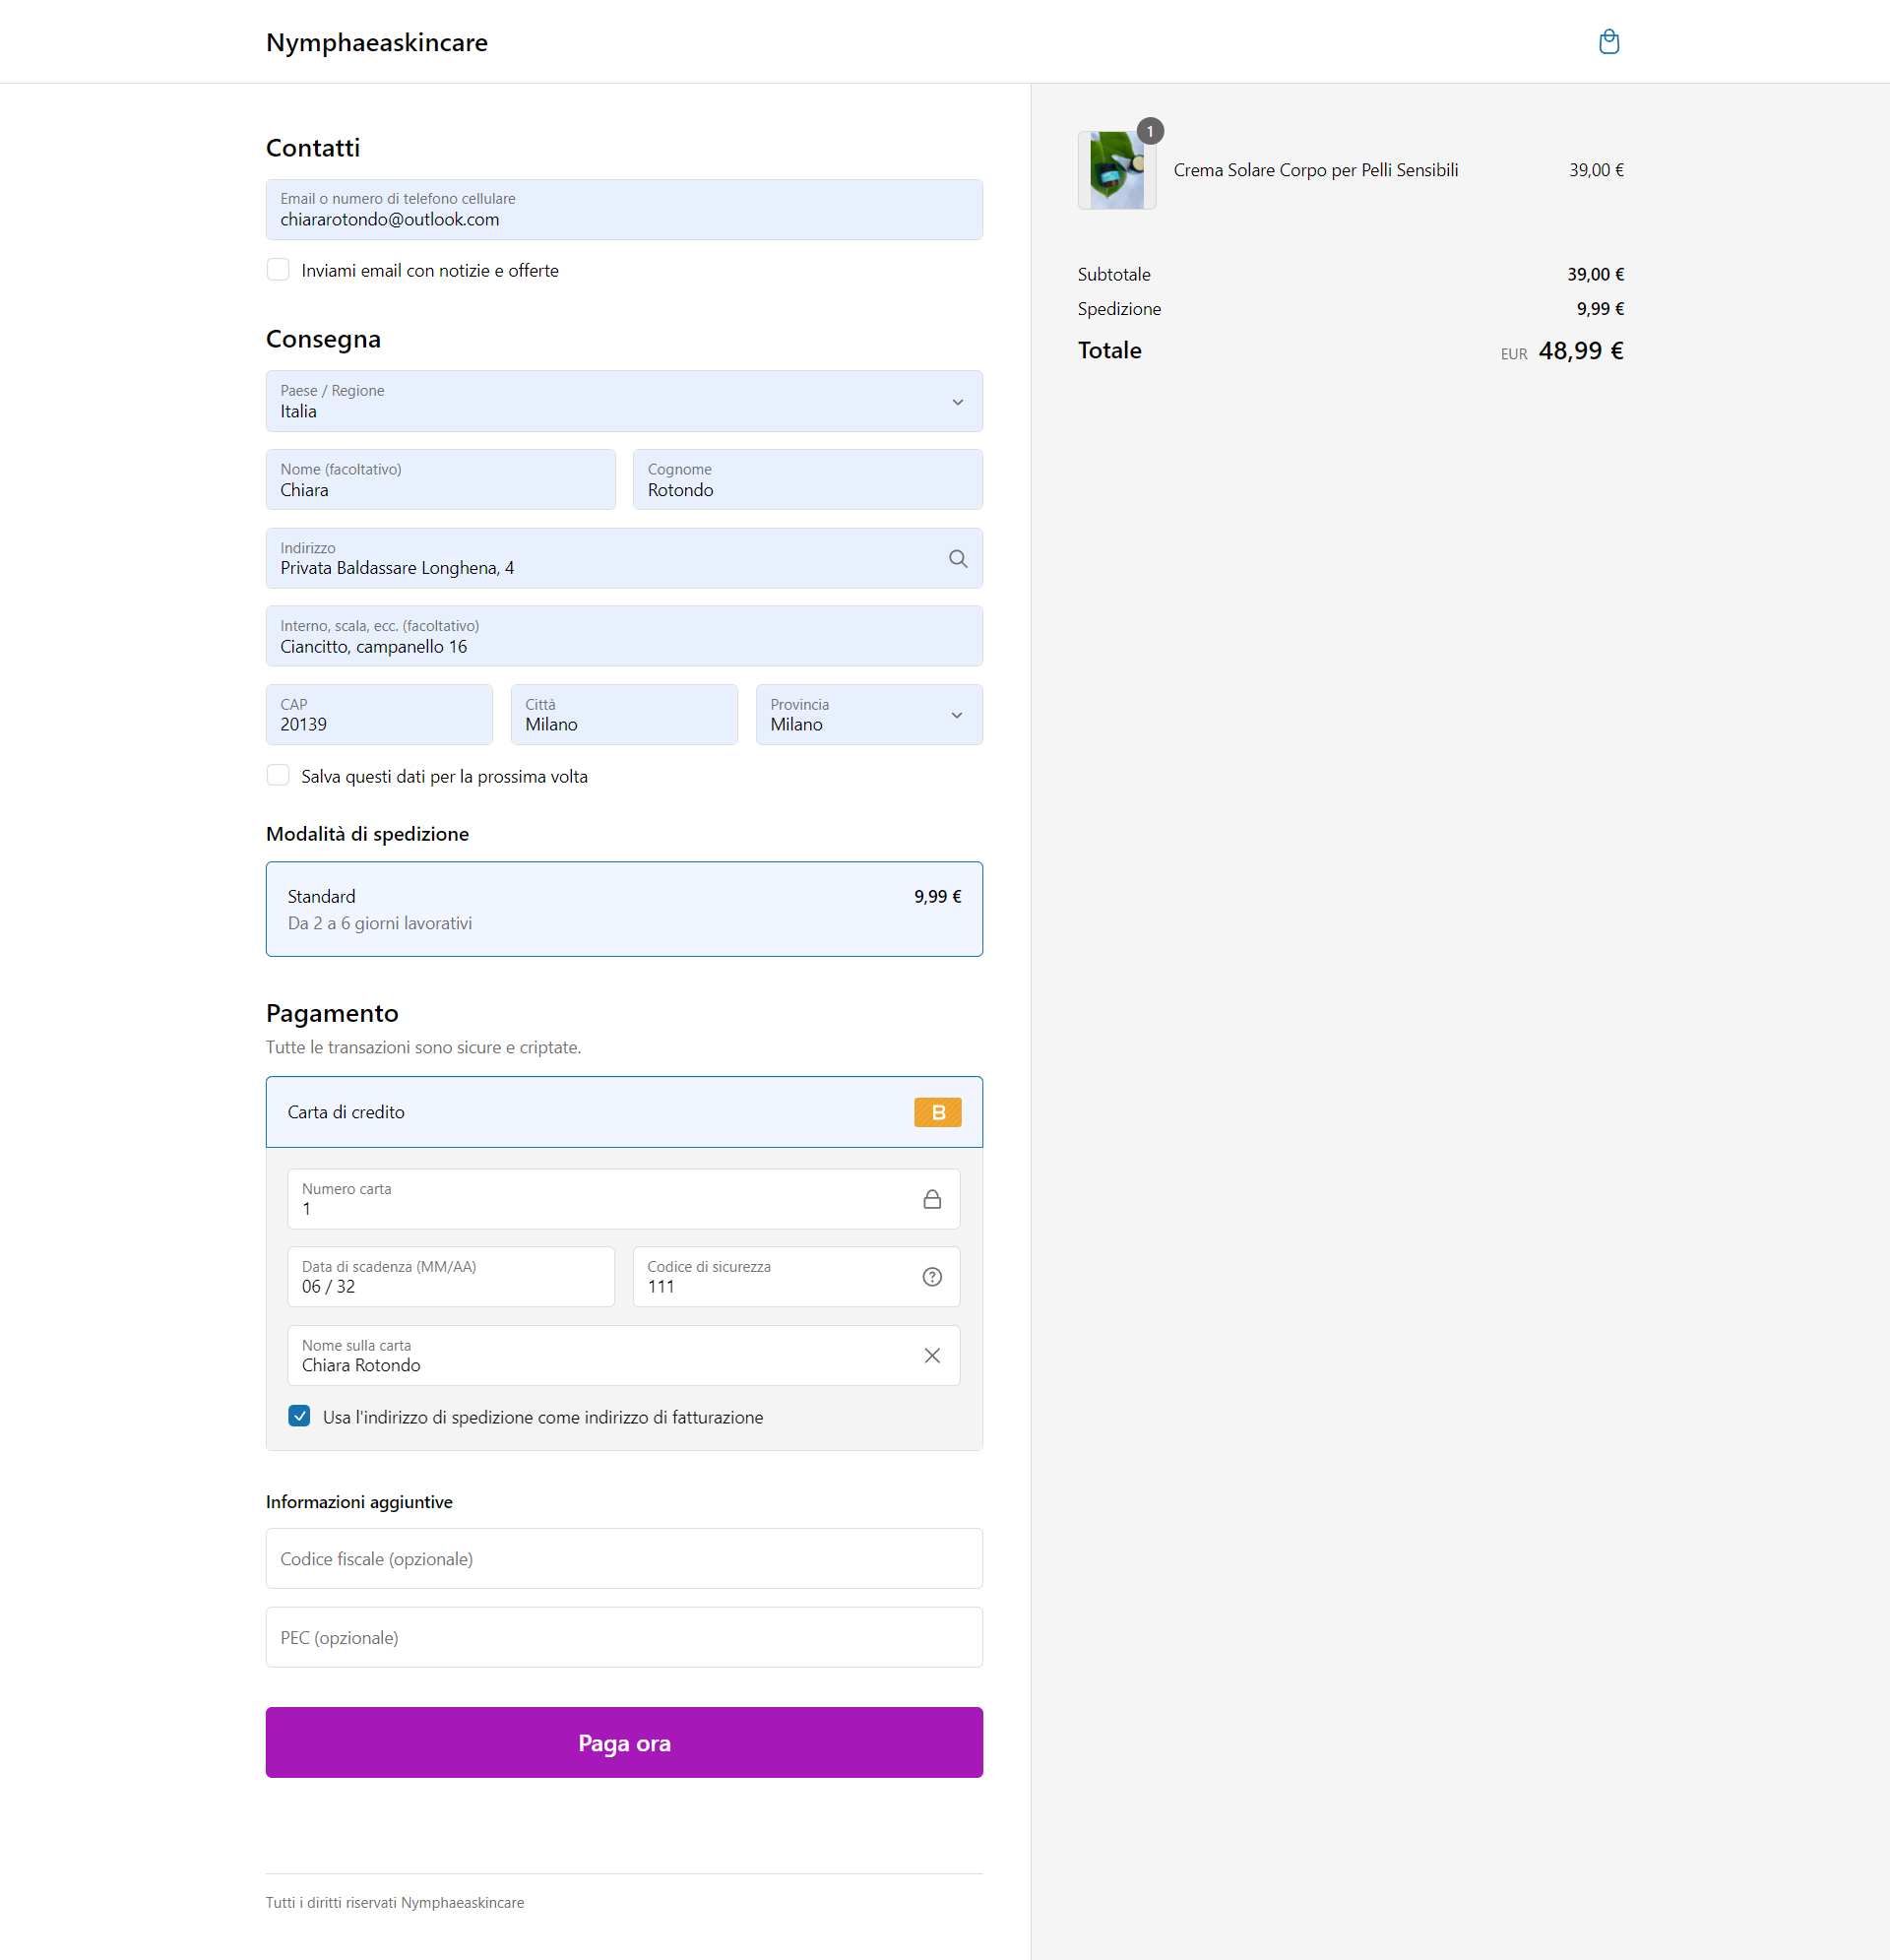 Nymphaeaskincare
Contatti
Email o numero di telefono cellulare
chiararotondo@outlook.com
Inviami email con notizie e offerte
Consegna
Paese / Regione
Italia
Nome (facoltativo)
Chiara
Cognome
Rotondo
Indirizzo
Privata Baldassare Longhena, 4
Interno, scala, ecc. (facoltativo)
Ciancitto, campanello 16
CAP
20139
Città
Milano
Provincia
Milano
Salva questi dati per la prossima volta
Modalità di spedizione
Standard 9,99 €
Da 2 a 6 giorni lavorativi
Pagamento
Tutte le transazioni sono sicure e criptate.
Carta di credito B
Numero carta
1
Data di scadenza (MM/AA)
06 / 32
Codice di sicurezza
111
Nome sulla carta
Chiara Rotondo
Usa l'indirizzo di spedizione come indirizzo di fatturazione
Informazioni aggiuntive
Codice fiscale (opzionale)
PEC (opzionale)
Paga ora
Tutti i diritti riservati Nymphaeaskincare
1
Crema Solare Corpo per Pelli Sensibili 39,00 €
Subtotale 39,00 €
Spedizione 9,99 €
Totale EUR 48,99 €